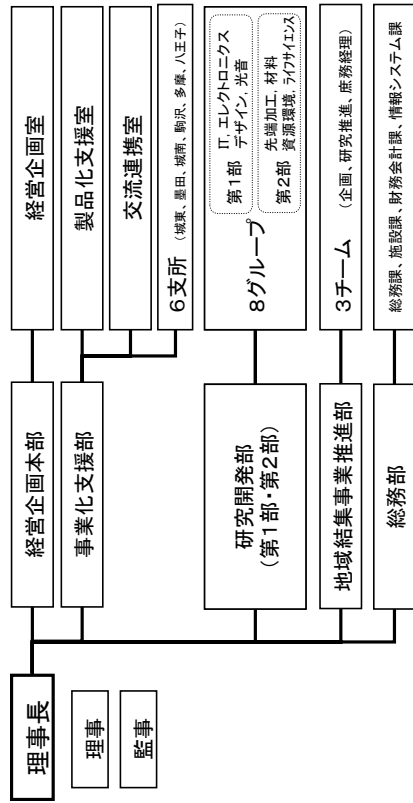 理事長
理事
監事
経営企画本部
経営企画室
事業化支援部
製品化支援室
交流連携室
6支所 (城東、墨田、城南、駒沢、多摩、八王子)
研究開発部
(第1部・第2部)
8グループ
第1部
IT, エレクトロニクス
デザイン, 光音
第2部
先端加工, 材料
資源環境, ライフサイエンス
地域結集事業推進部
3チーム (企画、研究推進、庶務経理)
総務部
総務課、施設課、財務会計課、情報システム課